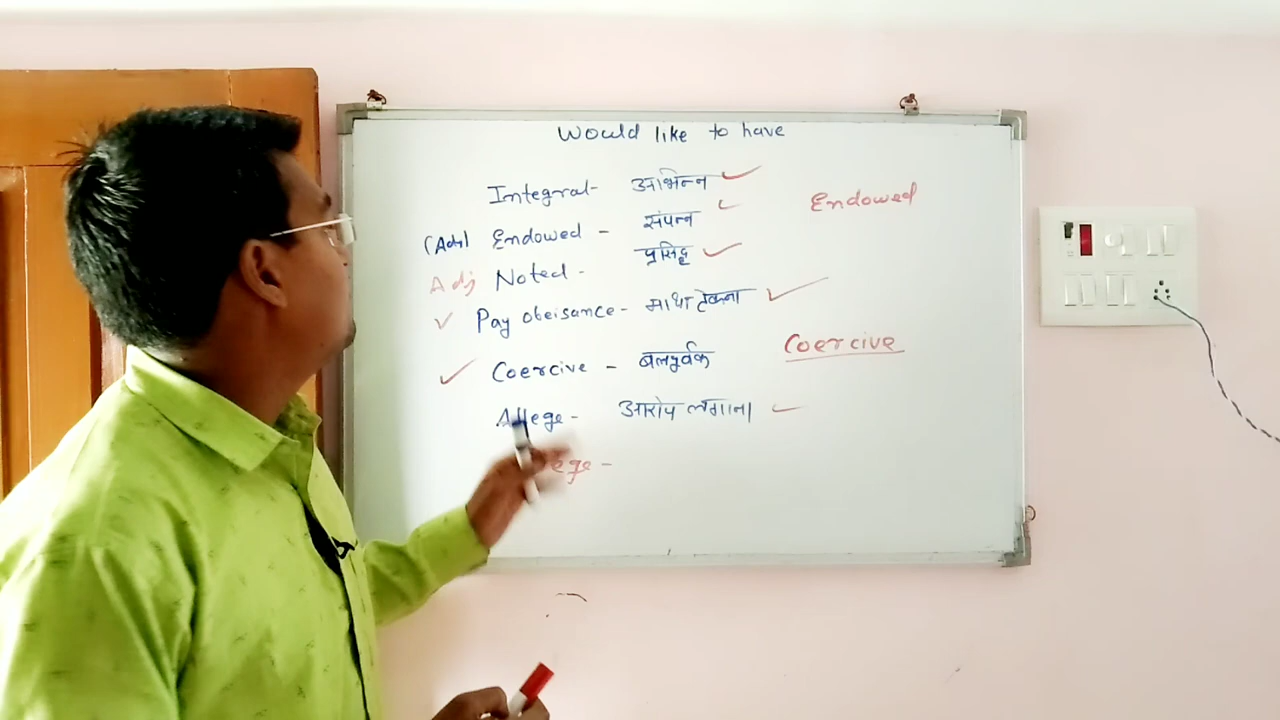 Would like to have
Integral- अभिन्न
(Adj) Endowed - संपन्न Endowed
Adj Noted - प्रसिद्ध
Pay obeisance - माथा टेकना
Coercive - बलपूर्वक Coercive
Allege - आरोप लगाना